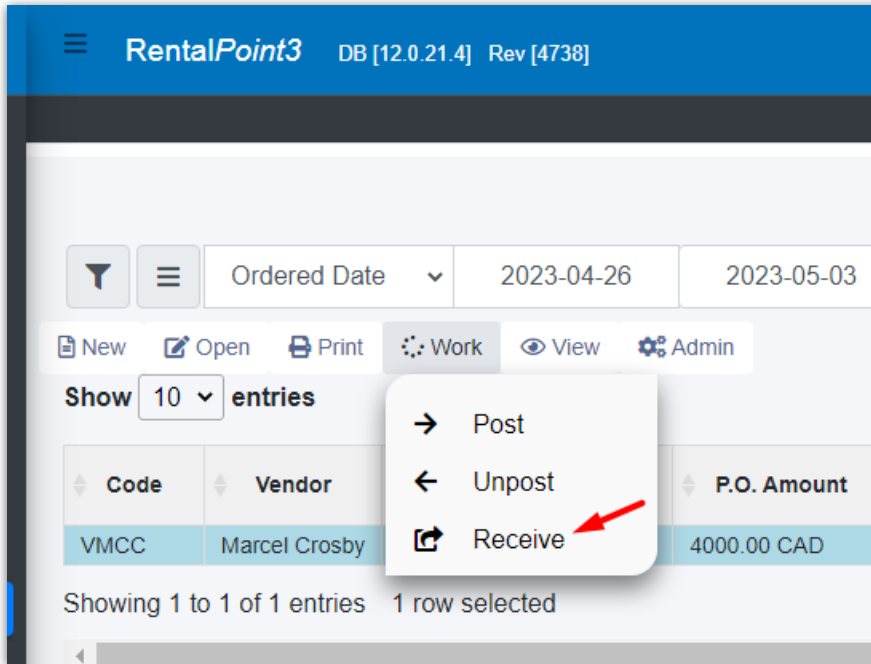 RentalPoint3 DB [12.0.21.4] Rev [4738]
Ordered Date 2023-04-26 2023-05-03
New Open Print Work View Admin
Show 10 entries
Post
Unpost
Receive
Code Vendor P.O. Amount
VMCC Marcel Crosby 4000.00 CAD
Showing 1 to 1 of 1 entries 1 row selected